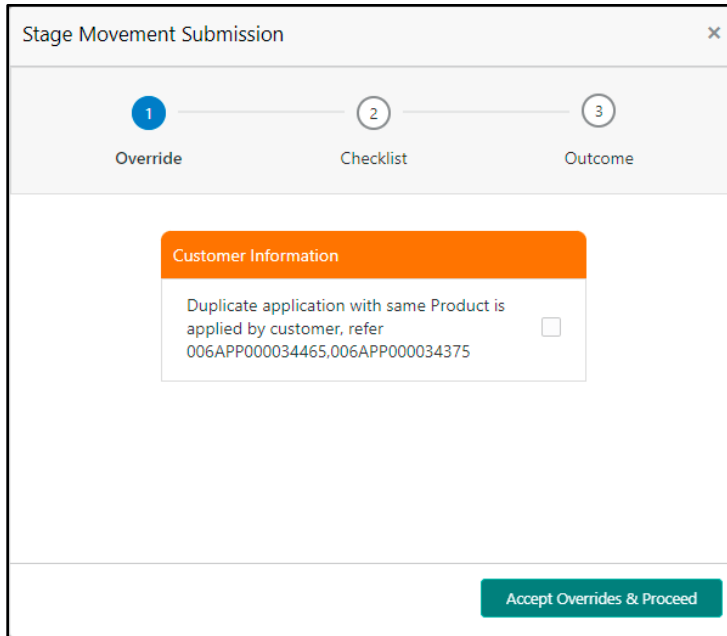 Stage Movement Submission ×
1 2 3
Override Checklist Outcome
Customer Information
Duplicate application with same Product is
applied by customer, refer
006APP000034465,006APP000034375
Accept Overrides & Proceed